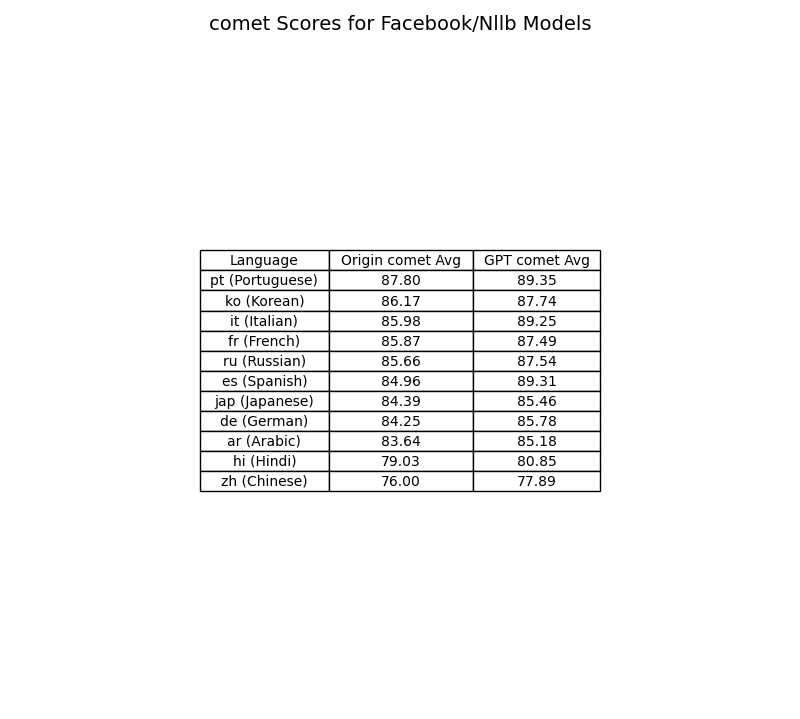 comet Scores for Facebook/Nllb Models
Language Origin comet Avg GPT comet Avg
pt (Portuguese) 87.80 89.35
ko (Korean) 86.17 87.74
it (Italian) 85.98 89.25
fr (French) 85.87 87.49
ru (Russian) 85.66 87.54
es (Spanish) 84.96 89.31
jap (Japanese) 84.39 85.46
de (German) 84.25 85.78
ar (Arabic) 83.64 85.18
hi (Hindi) 79.03 80.85
zh (Chinese) 76.00 77.89